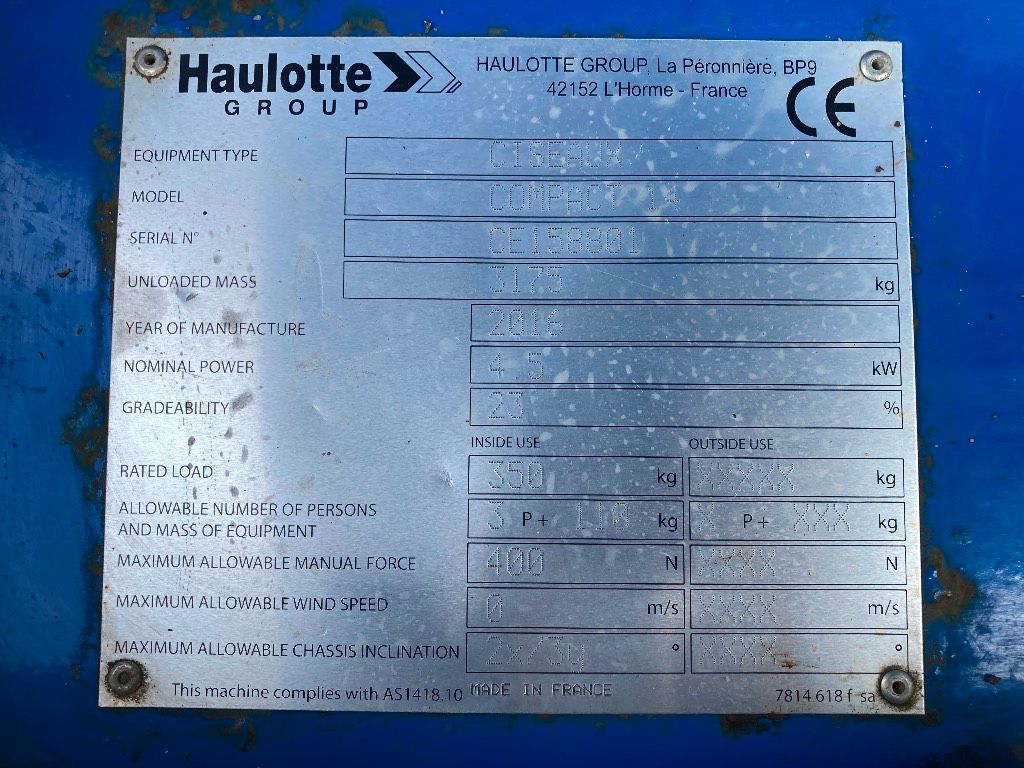 Haulotte
GROUP
HAULOTTE GROUP, La Péronnière, BP9
42152 L'Horme - France
CE
EQUIPMENT TYPE CISEAUX
MODEL COMPACT 14
SERIAL N° CE158801
UNLOADED MASS 3175 kg
YEAR OF MANUFACTURE 2016
NOMINAL POWER 4.5 kW
GRADEABILITY 23 %
INSIDE USE OUTSIDE USE
RATED LOAD 350 kg XXXXX kg
ALLOWABLE NUMBER OF PERSONS
AND MASS OF EQUIPMENT 3 P+ 110 kg X P+ XXX kg
MAXIMUM ALLOWABLE MANUAL FORCE 400 N XXXX N
MAXIMUM ALLOWABLE WIND SPEED 0 m/s XXXX m/s
MAXIMUM ALLOWABLE CHASSIS INCLINATION 2x/3y ° XXXX °
This machine complies with AS1418.10 MADE IN FRANCE 7814 618 f sa